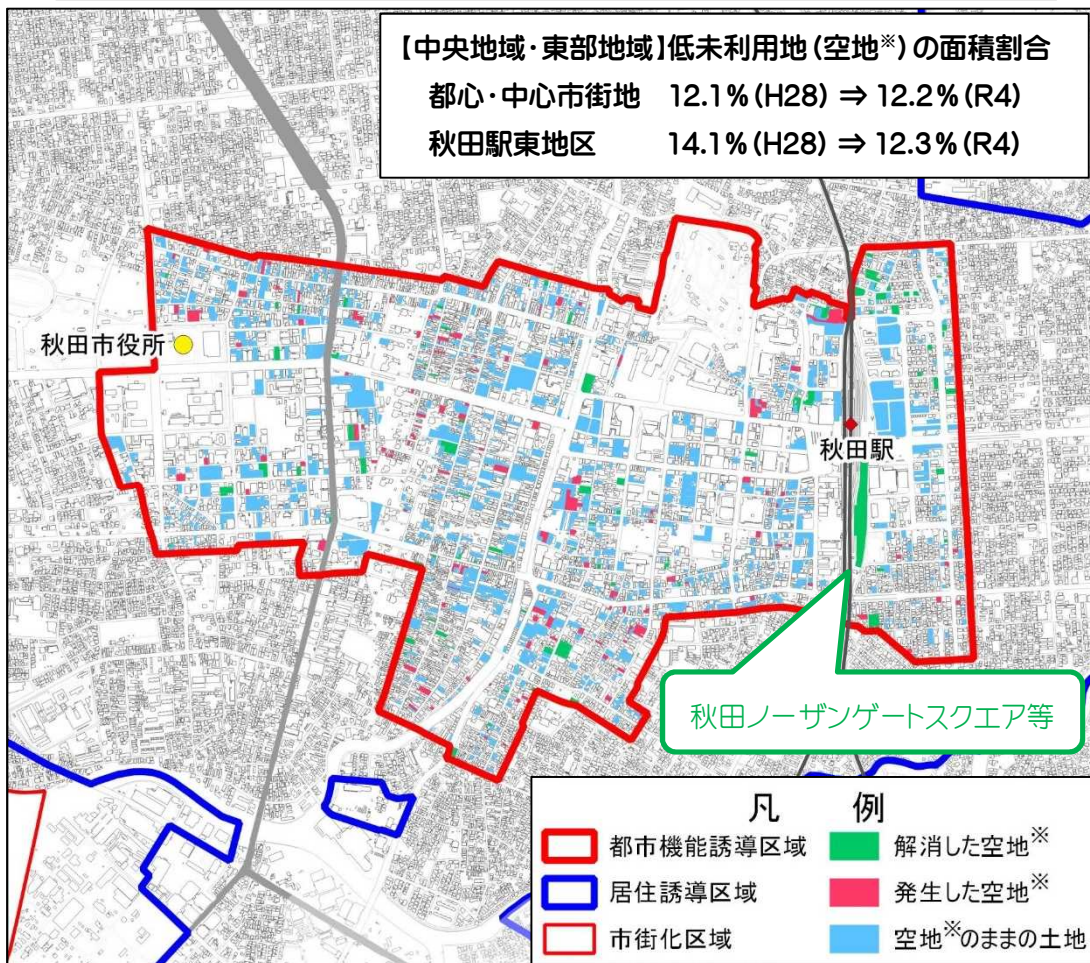 【中央地域・東部地域】低未利用地(空地※)の面積割合
都心・中心市街地 12.1%(H28) ⇒ 12.2%(R4)
秋田駅東地区 14.1%(H28) ⇒ 12.3%(R4)
秋田市役所
秋田駅
秋田ノーザンゲートスクエア等
凡 例
都市機能誘導区域 解消した空地※
居住誘導区域 発生した空地※
市街化区域 空地※のままの土地